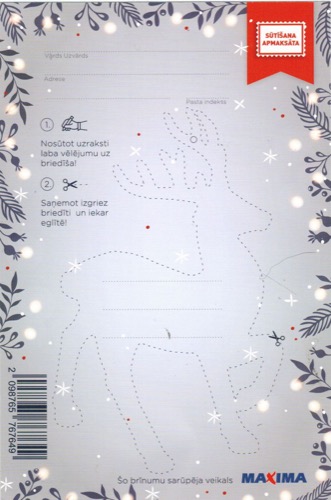 SŪTĪŠANA
APMAKSĀTA
Vārds Uzvārds
Adrese
Pasta indekss
1.
Nosūtot uzraksti
laba vēlējumu uz
briedīša!
2.
Saņemot izgriez
briedīti un iekar
eglītē!
2 098765 767649
Šo brīnumu sarūpēja veikals
MAXIMA